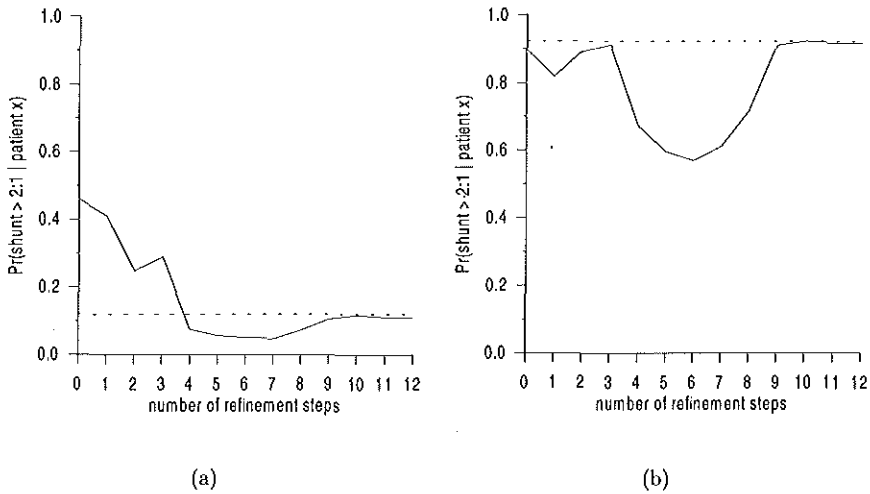 1.0
0.8
0.6
0.4
0.2
0.0
Pr(shunt > 2:1 | patient x)
0 1 2 3 4 5 6 7 8 9 10 11 12
number of refinement steps
(a)
1.0
0.8
0.6
0.4
0.2
0.0
Pr(shunt > 2:1 | patient x)
0 1 2 3 4 5 6 7 8 9 10 11 12
number of refinement steps
(b)